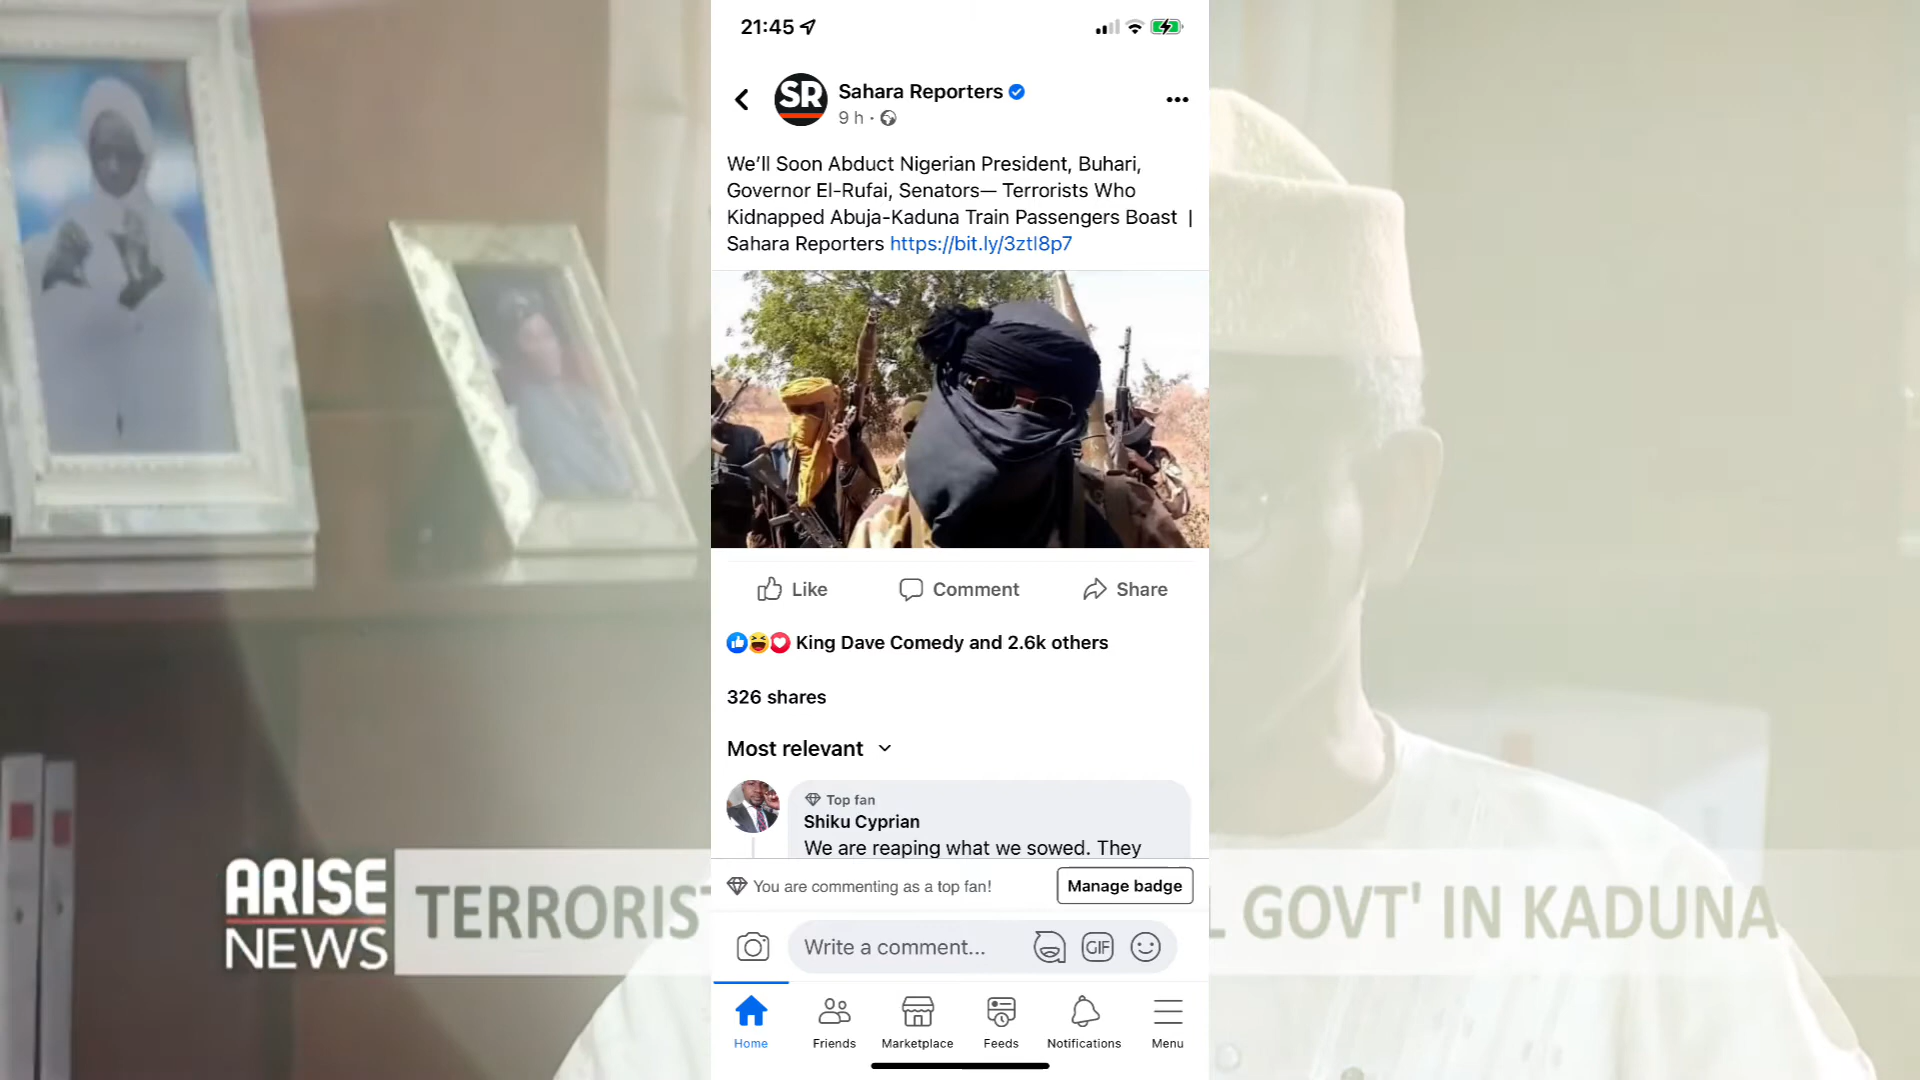 21:45
SR
Sahara Reporters
9 h ·
We’ll Soon Abduct Nigerian President, Buhari,
Governor El-Rufai, Senators— Terrorists Who
Kidnapped Abuja-Kaduna Train Passengers Boast |
Sahara Reporters https://bit.ly/3ztI8p7
Like
Comment
Share
King Dave Comedy and 2.6k others
326 shares
Most relevant
Top fan
Shiku Cyprian
We are reaping what we sowed. They
You are commenting as a top fan!
Manage badge
ARISE
NEWS
GOVT' IN KADUNA
Write a comment...
GIF
Home
Friends
Marketplace
Feeds
Notifications
Menu